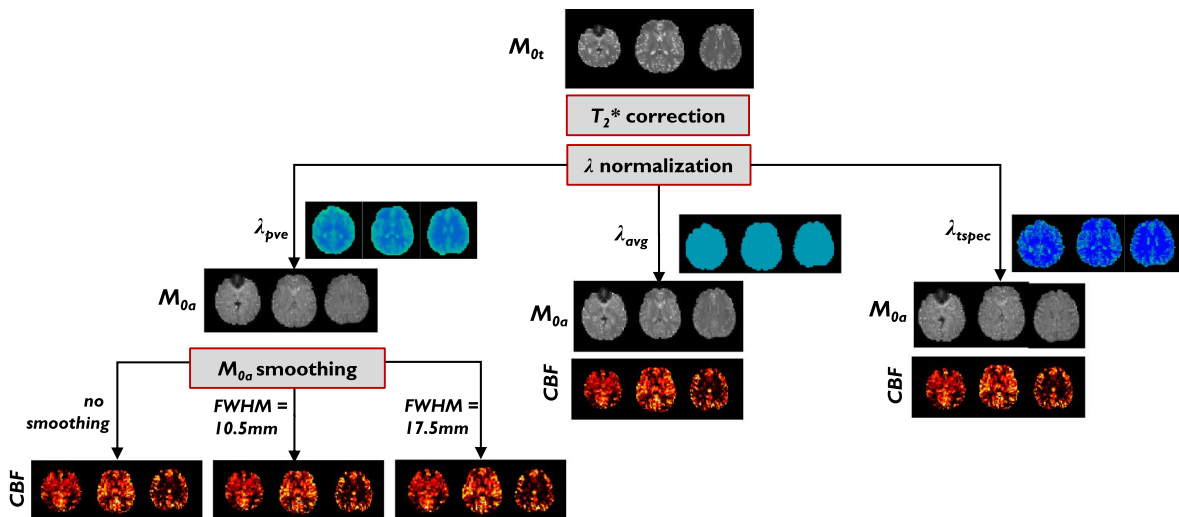 M0t
T2* correction
λ normalization
λpve
λavg
λtspec
M0a
M0a
M0a
CBF
CBF
M0a smoothing
no
smoothing
FWHM =
10.5mm
FWHM =
17.5mm
CBF